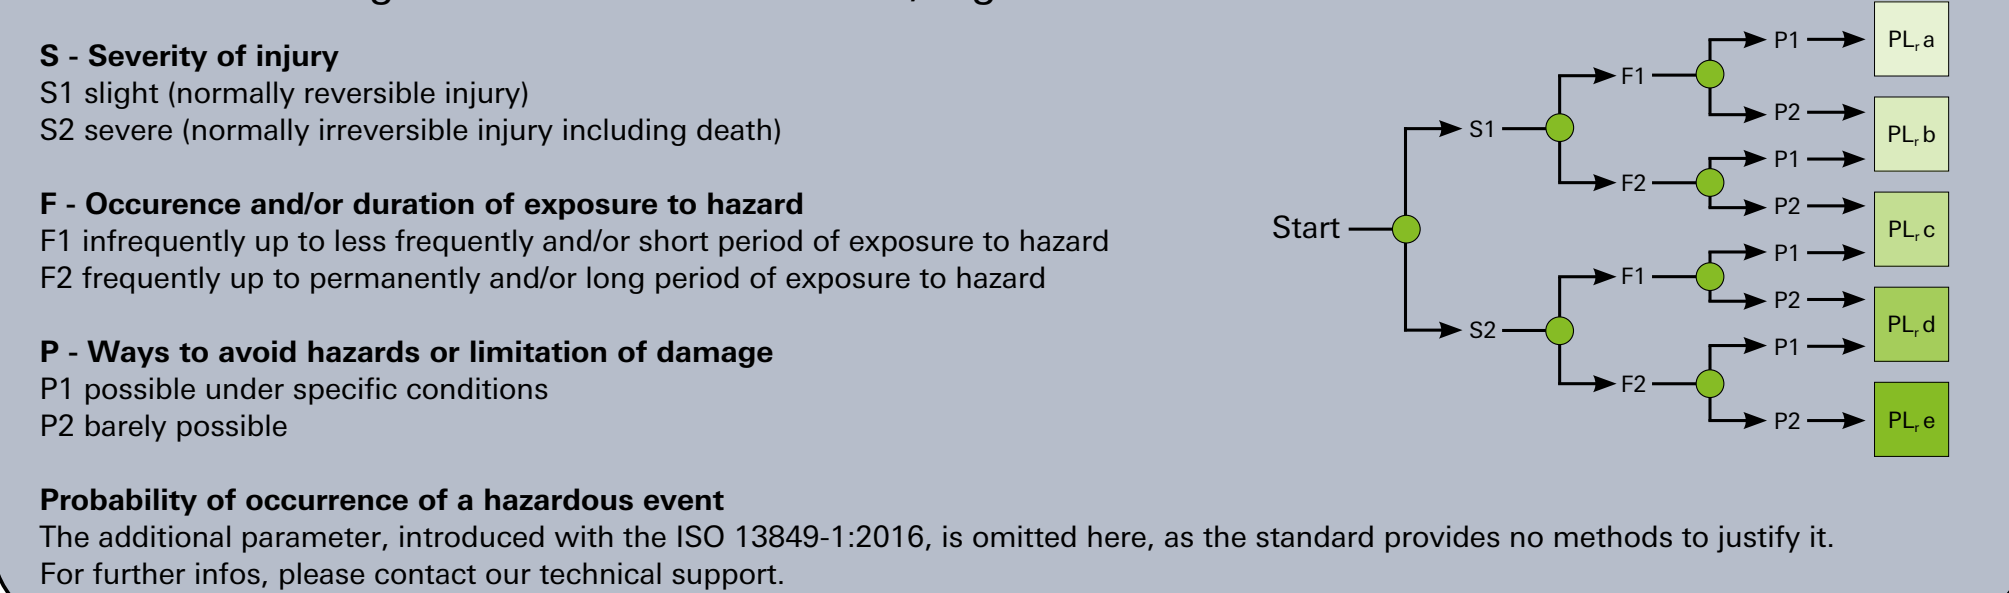 S - Severity of injury
S1 slight (normally reversible injury)
S2 severe (normally irreversible injury including death)
F - Occurence and/or duration of exposure to hazard
F1 infrequently up to less frequently and/or short period of exposure to hazard
F2 frequently up to permanently and/or long period of exposure to hazard
P - Ways to avoid hazards or limitation of damage
P1 possible under specific conditions
P2 barely possible
Probability of occurrence of a hazardous event
The additional parameter, introduced with the ISO 13849-1:2016, is omitted here, as the standard provides no methods to justify it.
For further infos, please contact our technical support.
Start
S1
S2
F1
F2
F1
F2
P1
P2
P1
P2
P1
P2
P1
P2
PLr a
PLr b
PLr c
PLr d
PLr e